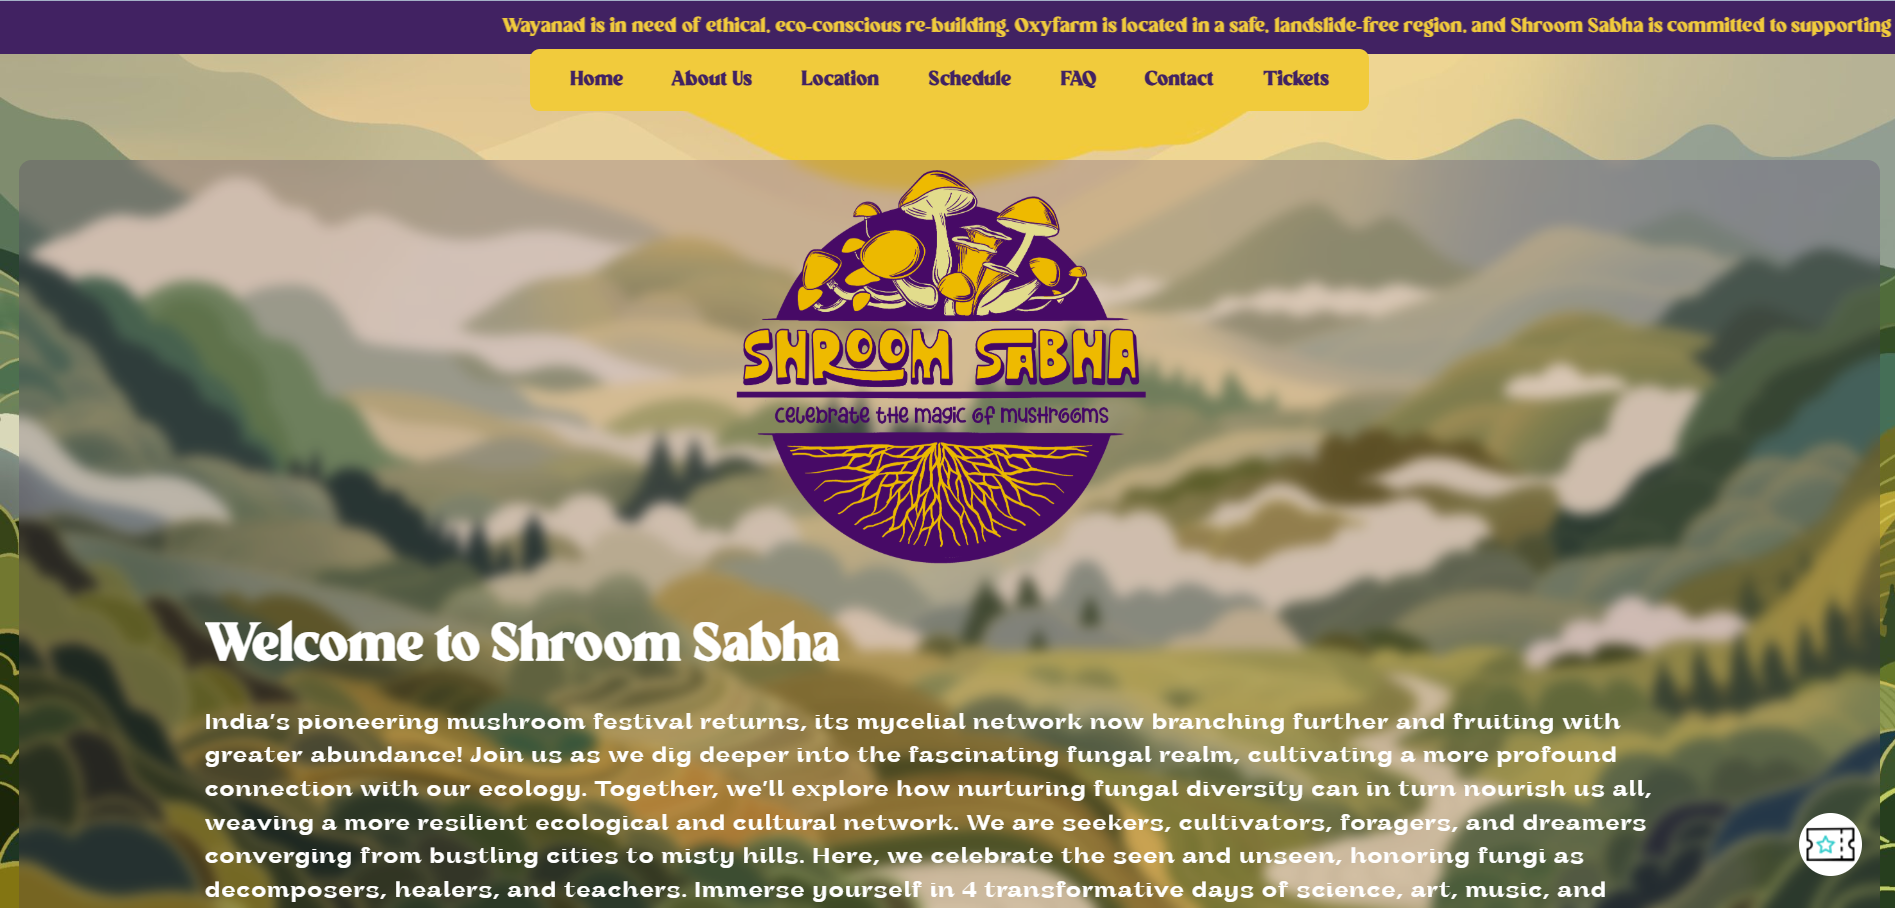 Wayanad is in need of ethical, eco-conscious re-building. Oxyfarm is located in a safe, landslide-free region, and Shroom Sabha is committed to supporting
Home About Us Location Schedule FAQ Contact Tickets
SHROOM SABHA
celebrate the magic of mushrooms
Welcome to Shroom Sabha
India's pioneering mushroom festival returns, its mycelial network now branching further and fruiting with
greater abundance! Join us as we dig deeper into the fascinating fungal realm, cultivating a more profound
connection with our ecology. Together, we'll explore how nurturing fungal diversity can in turn nourish us all,
weaving a more resilient ecological and cultural network. We are seekers, cultivators, foragers, and dreamers
converging from bustling cities to misty hills. Here, we celebrate the seen and unseen, honoring fungi as
decomposers, healers, and teachers. Immerse yourself in 4 transformative days of science, art, music, and